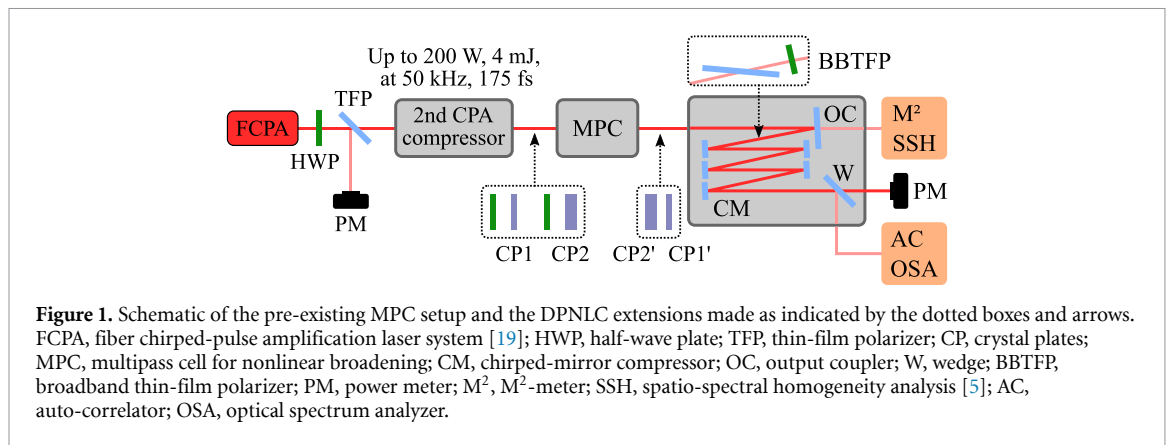 Up to 200 W, 4 mJ,
at 50 kHz, 175 fs
BBTFP
TFP
FCPA
HWP
2nd CPA
compressor
MPC
OC
M²
SSH
W
CM
PM
PM
CP1 CP2
CP2' CP1'
AC
OSA
Figure 1. Schematic of the pre-existing MPC setup and the DPNLC extensions made as indicated by the dotted boxes and arrows.
FCPA, fiber chirped-pulse amplification laser system [19]; HWP, half-wave plate; TFP, thin-film polarizer; CP, crystal plates;
MPC, multipass cell for nonlinear broadening; CM, chirped-mirror compressor; OC, output coupler; W, wedge; BBTFP,
broadband thin-film polarizer; PM, power meter; M², M²-meter; SSH, spatio-spectral homogeneity analysis [5]; AC,
auto-correlator; OSA, optical spectrum analyzer.